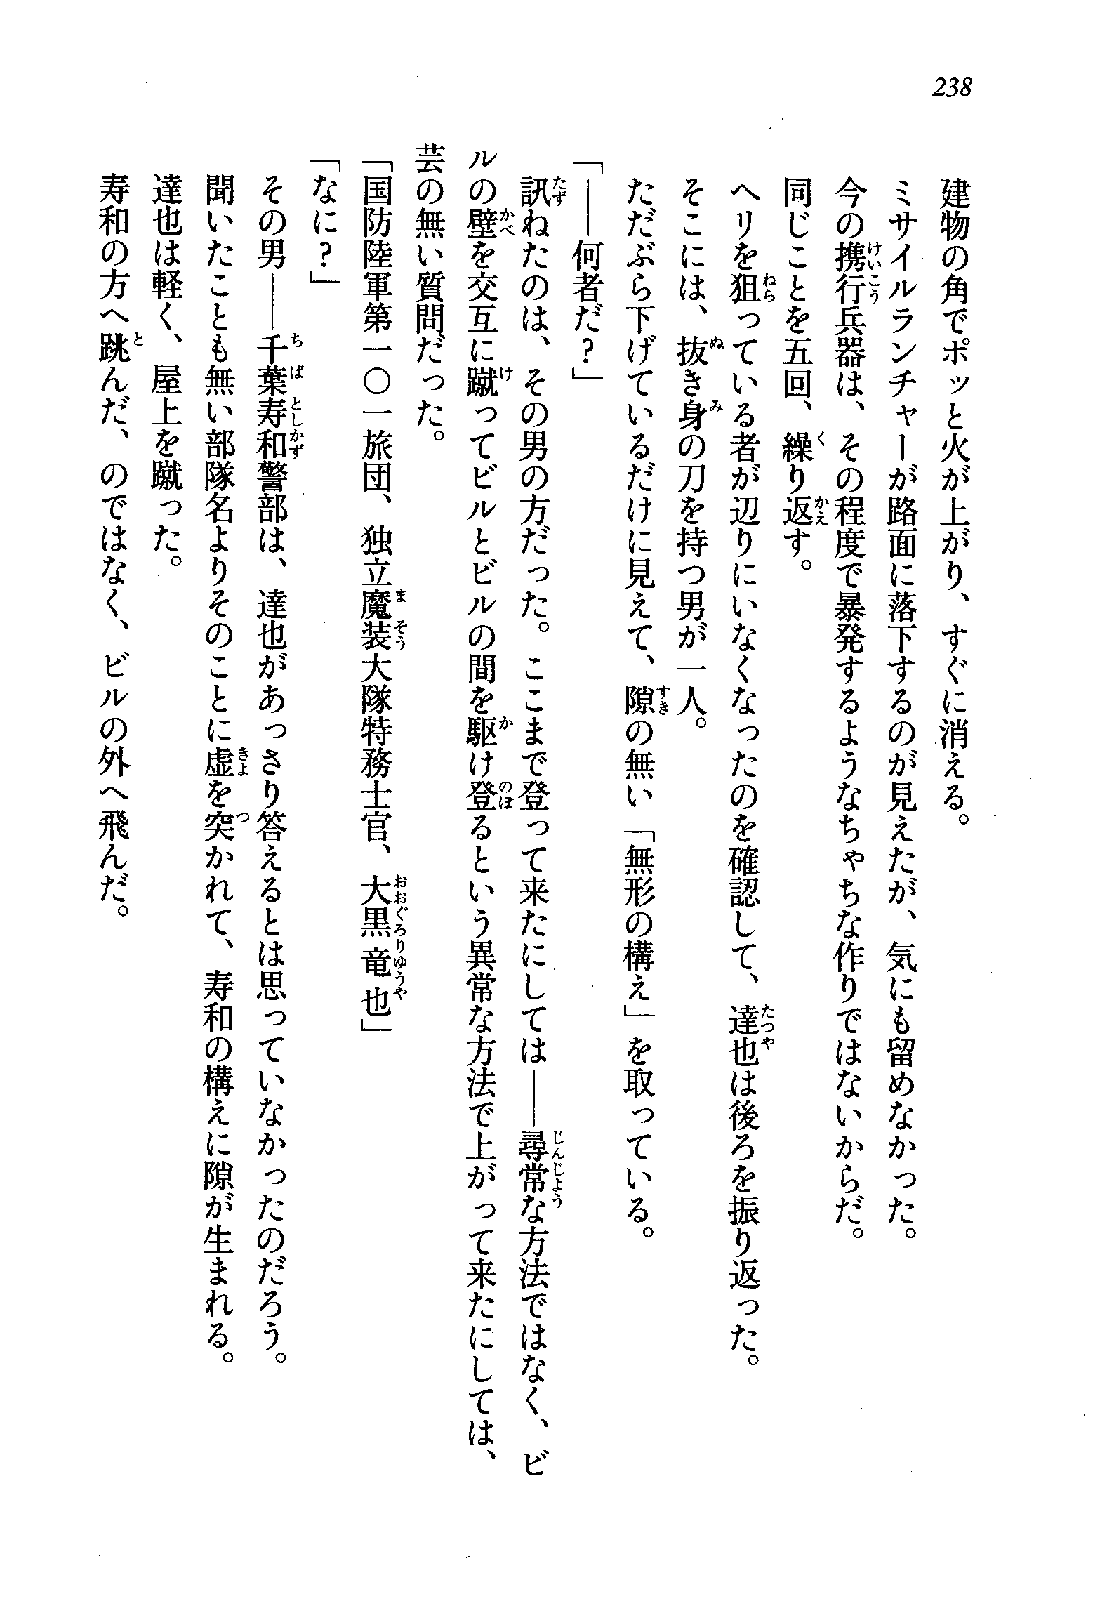 238
建物の角でポッと火が上がり、すぐに消える。
ミサイルランチャーが路面に落下するのが見えたが、気にも留めなかった。
今の携行兵器は、その程度で暴発するようなちゃちな作りではないからだ。
同じことを五回、繰り返す。
ヘリを狙っている者が辺りにいなくなったのを確認して、達也は後ろを振り返った。
そこには、抜き身の刀を持つ男が一人。
ただぶら下げているだけに見えて、隙の無い「無形の構え」を取っている。
「――何者だ?」
訊ねたのは、その男の方だった。ここまで登って来たにしては――尋常な方法ではなく、ビ
ルの壁を交互に蹴ってビルとビルの間を駆け登るという異常な方法で上がって来たにしては、
芸の無い質問だった。
「国防陸軍第一〇一旅団、独立魔装大隊特務士官、大黒竜也」
「なに?」
その男――千葉寿和警部は、達也があっさり答えるとは思っていなかったのだろう。
聞いたことも無い部隊名よりそのことに虚を突かれて、寿和の構えに隙が生まれる。
達也は軽く、屋上を蹴った。
寿和の方へ跳んだ、のではなく、ビルの外へ飛んだ。